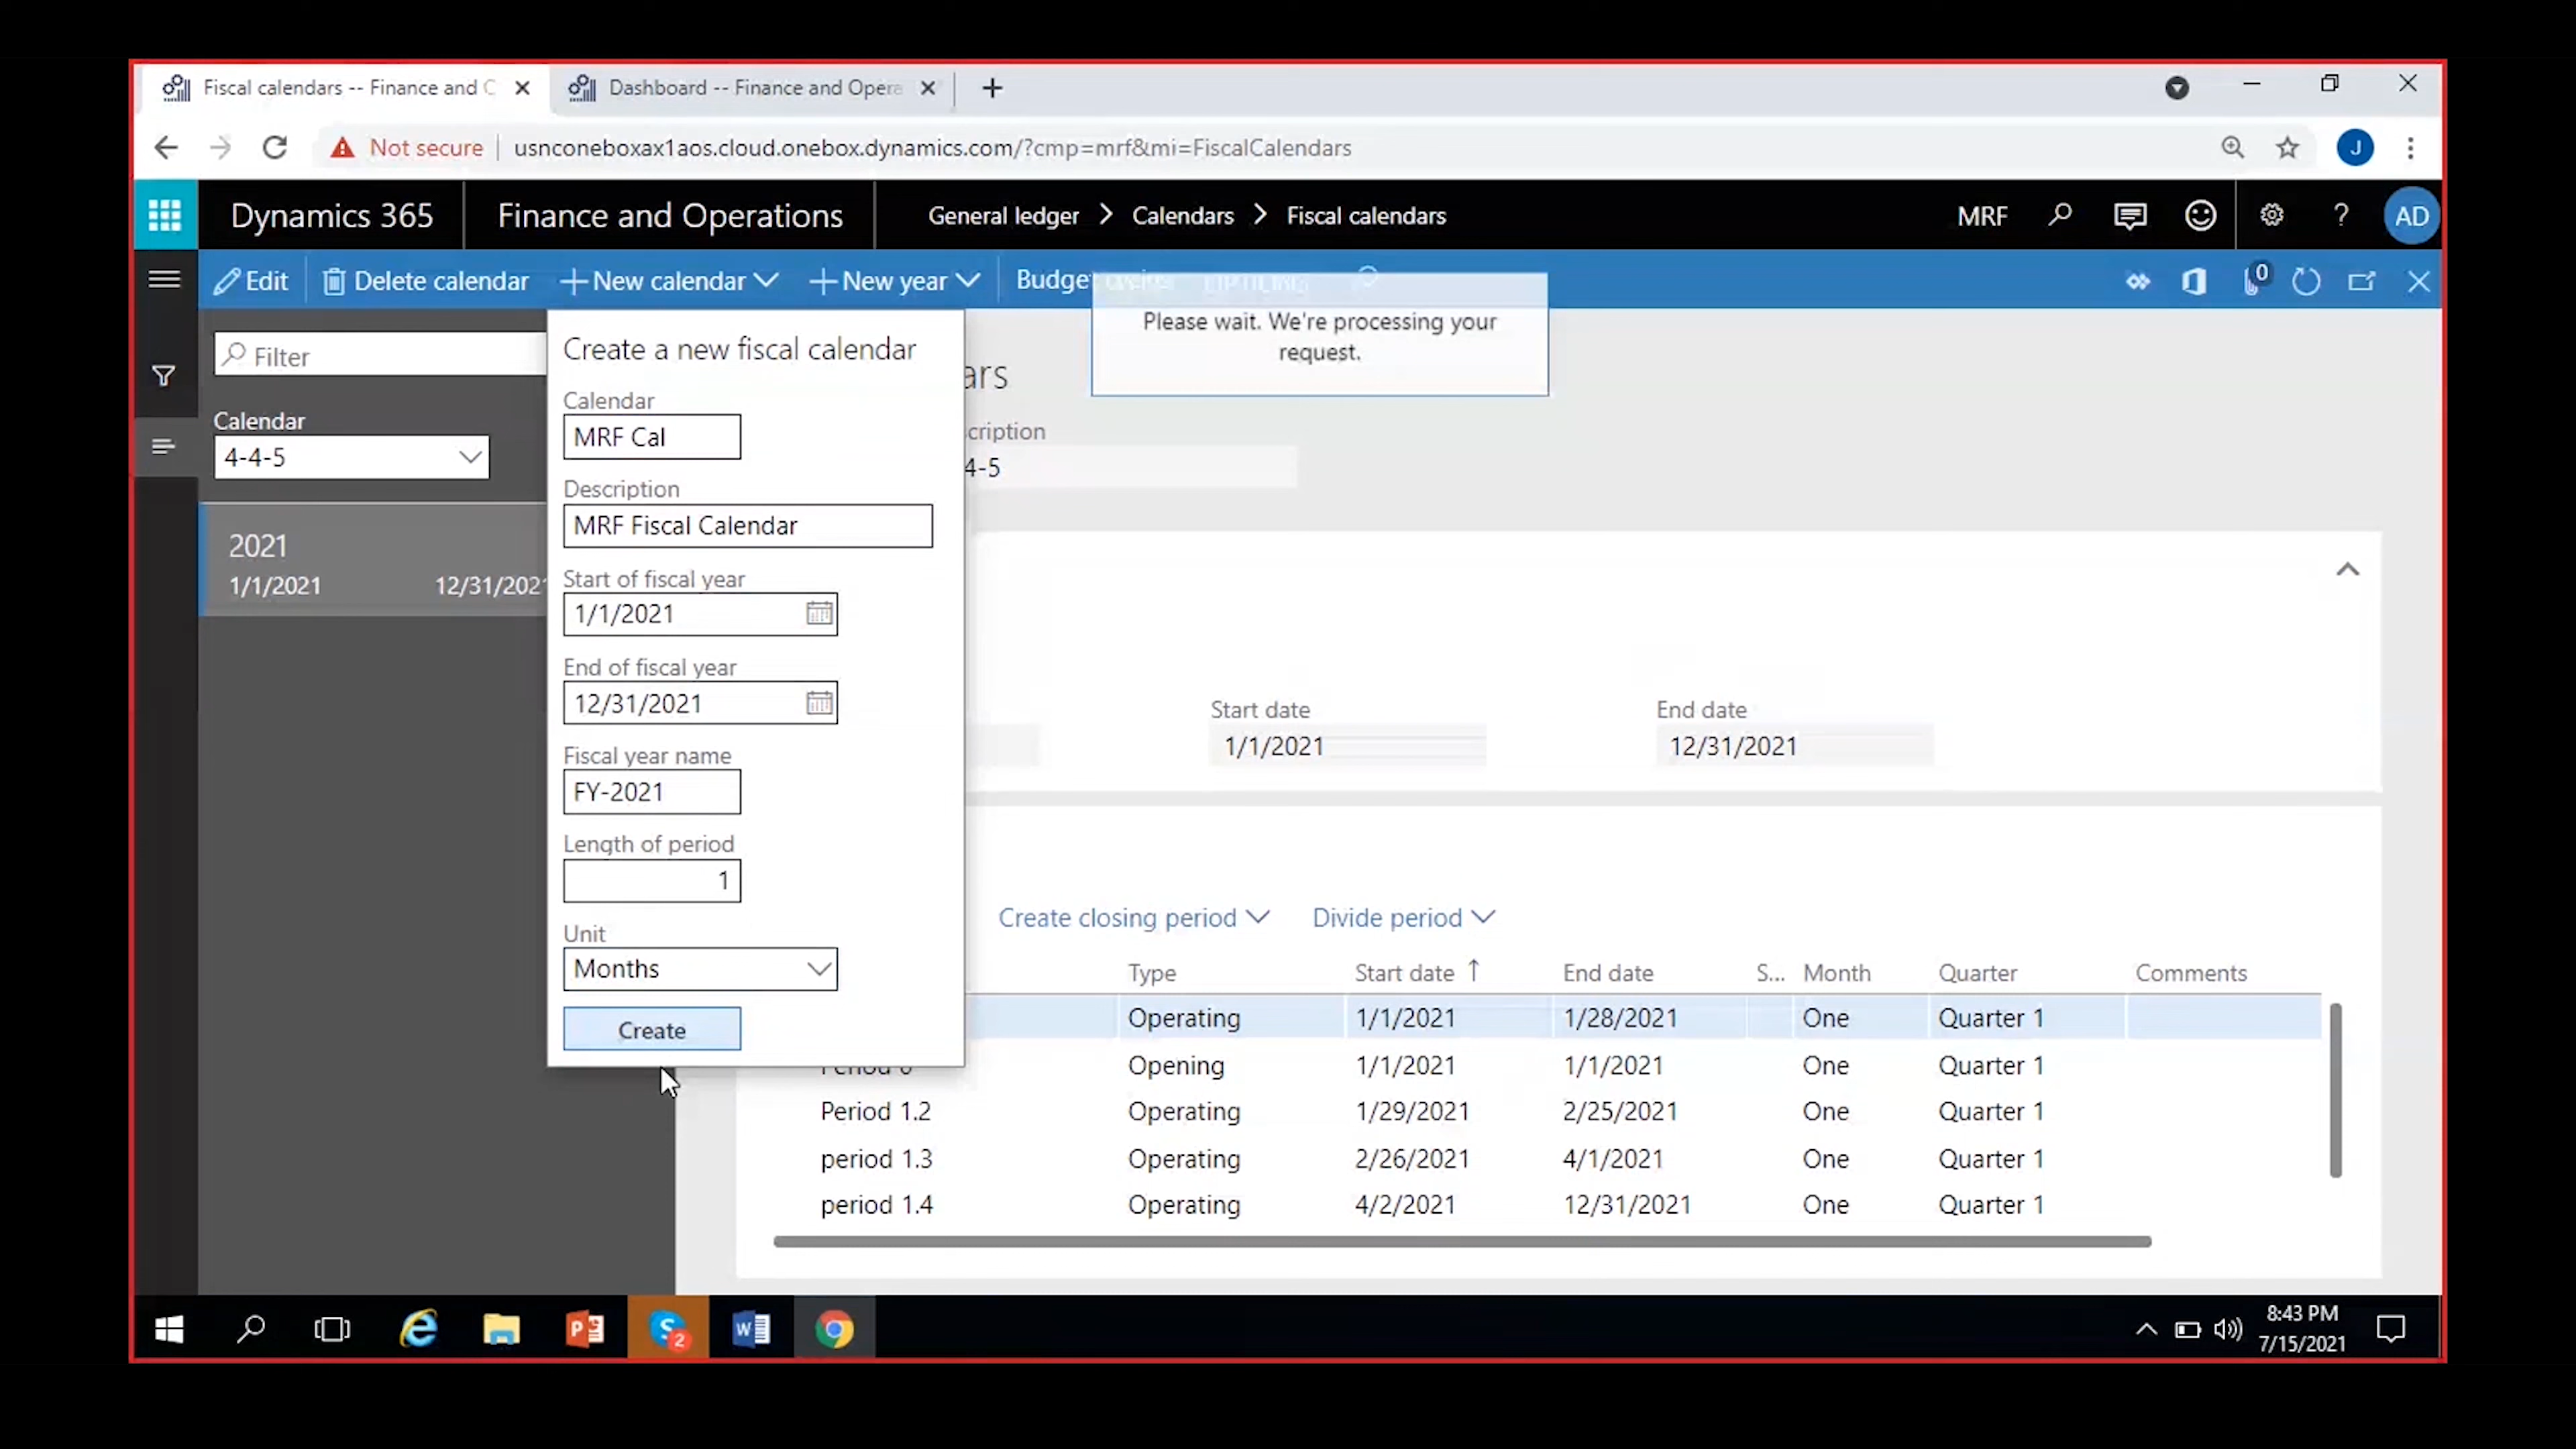 Fiscal calendars -- Finance and
Dashboard -- Finance and Opera
Not secure
usnconeboxax1aos.cloud.onebox.dynamics.com/?cmp=mrf&mi=FiscalCalendars
J
Dynamics 365
Finance and Operations
General ledger > Calendars > Fiscal calendars
MRF
?
AD
Edit
Delete calendar
New calendar
New year
Budget
OPTIONS
0
Please wait. We're processing your
request.
Filter
Calendar
4-4-5
2021
1/1/2021
12/31/202
Create a new fiscal calendar
Calendar
MRF Cal
Description
MRF Fiscal Calendar
Start of fiscal year
1/1/2021
End of fiscal year
12/31/2021
Fiscal year name
FY-2021
Length of period
1
Unit
Months
Create
ars
cription
4-5
Start date
1/1/2021
End date
12/31/2021
Create closing period
Divide period
Type Start date End date S... Month Quarter Comments
Operating 1/1/2021 1/28/2021 One Quarter 1
Opening 1/1/2021 1/1/2021 One Quarter 1
Period 1.2 Operating 1/29/2021 2/25/2021 One Quarter 1
period 1.3 Operating 2/26/2021 4/1/2021 One Quarter 1
period 1.4 Operating 4/2/2021 12/31/2021 One Quarter 1
2
8:43 PM
7/15/2021